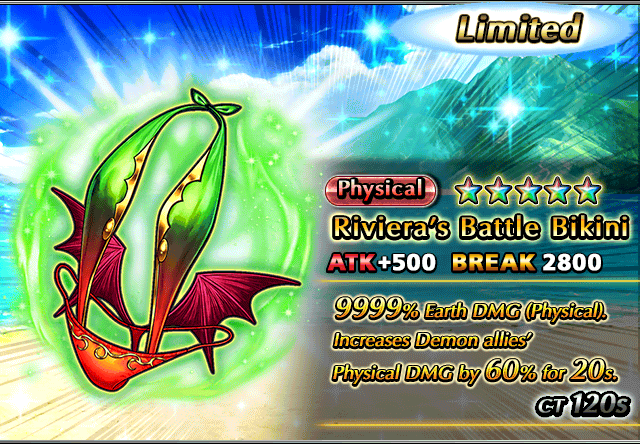 Limited
Physical
Riviera's Battle Bikini
ATK+500 BREAK 2800
9999% Earth DMG (Physical).
Increases Demon allies'
Physical DMG by 60% for 20s.
CT 120s